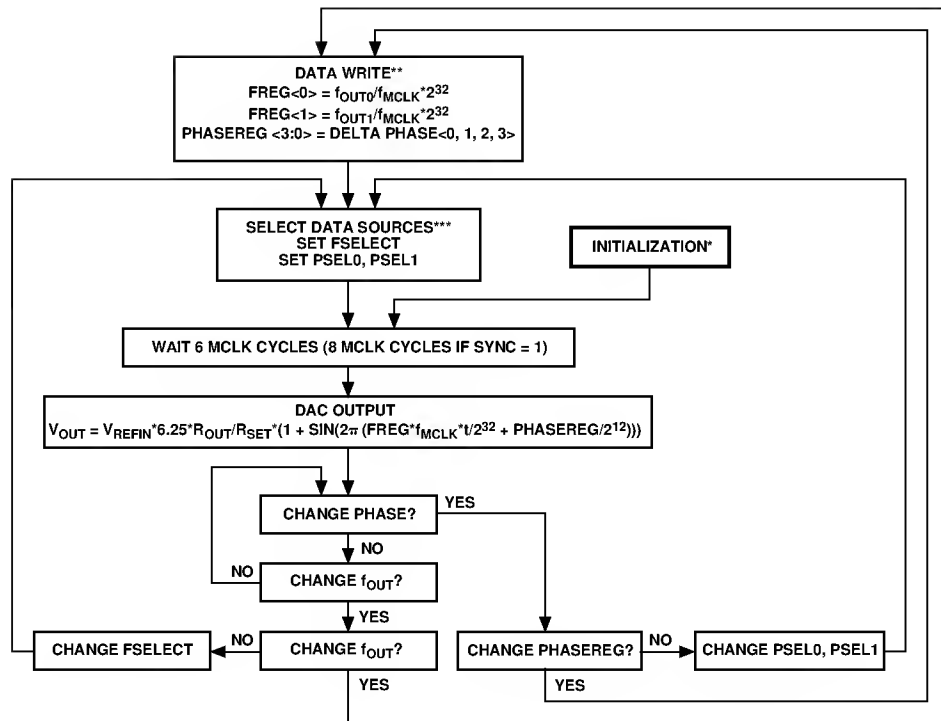 DATA WRITE**
FREG<0> = fOUT0/fMCLK*2^32
FREG<1> = fOUT1/fMCLK*2^32
PHASEREG <3:0> = DELTA PHASE<0, 1, 2, 3>
SELECT DATA SOURCES***
SET FSELECT
SET PSEL0, PSEL1
INITIALIZATION*
WAIT 6 MCLK CYCLES (8 MCLK CYCLES IF SYNC = 1)
DAC OUTPUT
VOUT = VREFIN*6.25*ROUT/RSET*(1 + SIN(2π (FREG*fMCLK*t/2^32 + PHASEREG/2^12)))
CHANGE PHASE?
YES
NO
NO
CHANGE fOUT?
YES
CHANGE FSELECT
NO
CHANGE fOUT?
YES
CHANGE PHASEREG?
NO
CHANGE PSEL0, PSEL1
YES